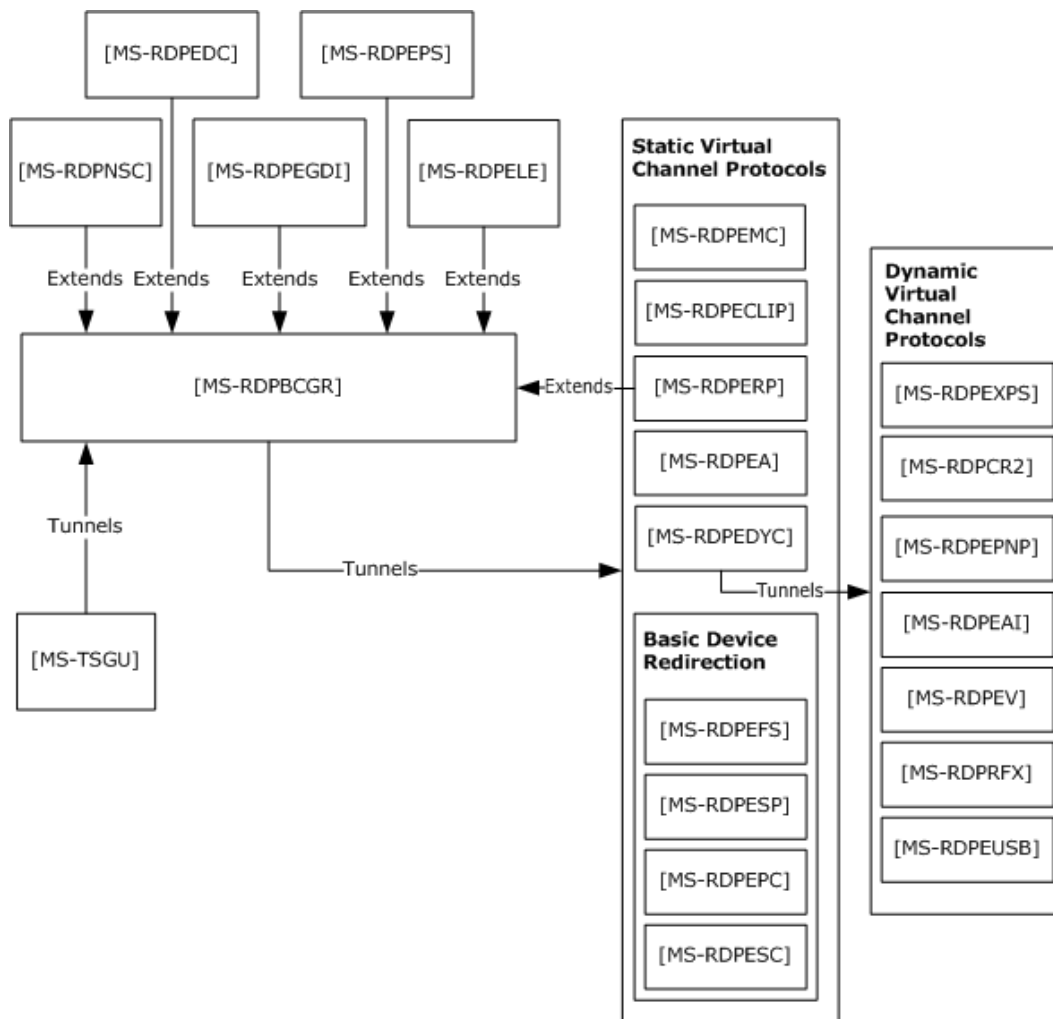 [MS-RDPEDC]
[MS-RDPEPS]
[MS-RDPNSC]
[MS-RDPEGDI]
[MS-RDPELE]
Extends
Extends
Extends
Extends
Extends
[MS-RDPBCGR]
Tunnels
[MS-TSGU]
Extends
Tunnels
Static Virtual
Channel Protocols
[MS-RDPEMC]
[MS-RDPECLIP]
[MS-RDPERP]
[MS-RDPEA]
[MS-RDPEDYC]
Tunnels
Basic Device
Redirection
[MS-RDPEFS]
[MS-RDPESP]
[MS-RDPEPC]
[MS-RDPESC]
Dynamic
Virtual
Channel
Protocols
[MS-RDPEXPS]
[MS-RDPCR2]
[MS-RDPEPNP]
[MS-RDPEAI]
[MS-RDPEV]
[MS-RDPRFX]
[MS-RDPEUSB]